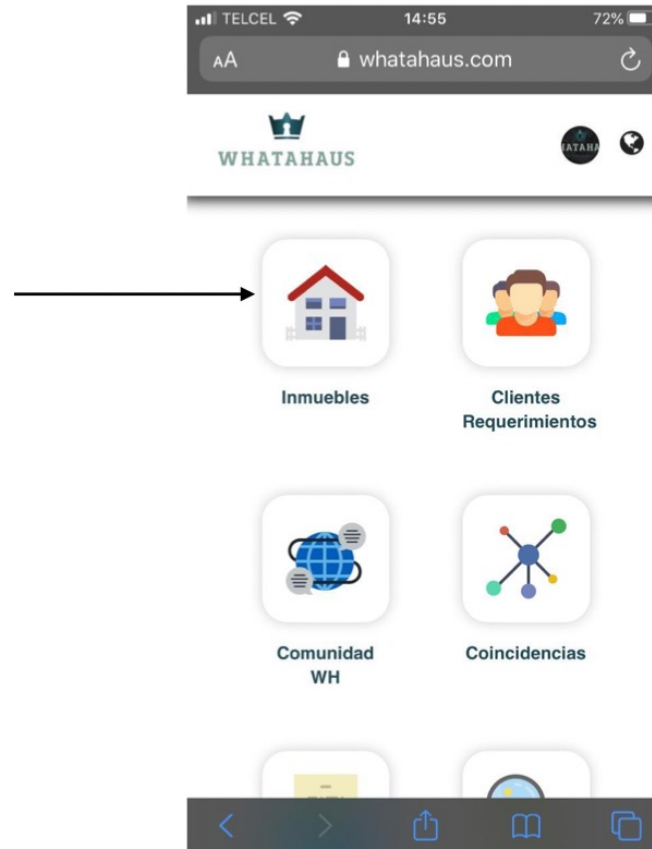 TELCEL 14:55 72%
AA whatahaus.com
WHATAHAUS
Inmuebles
Clientes
Requerimientos
Comunidad
WH
Coincidencias